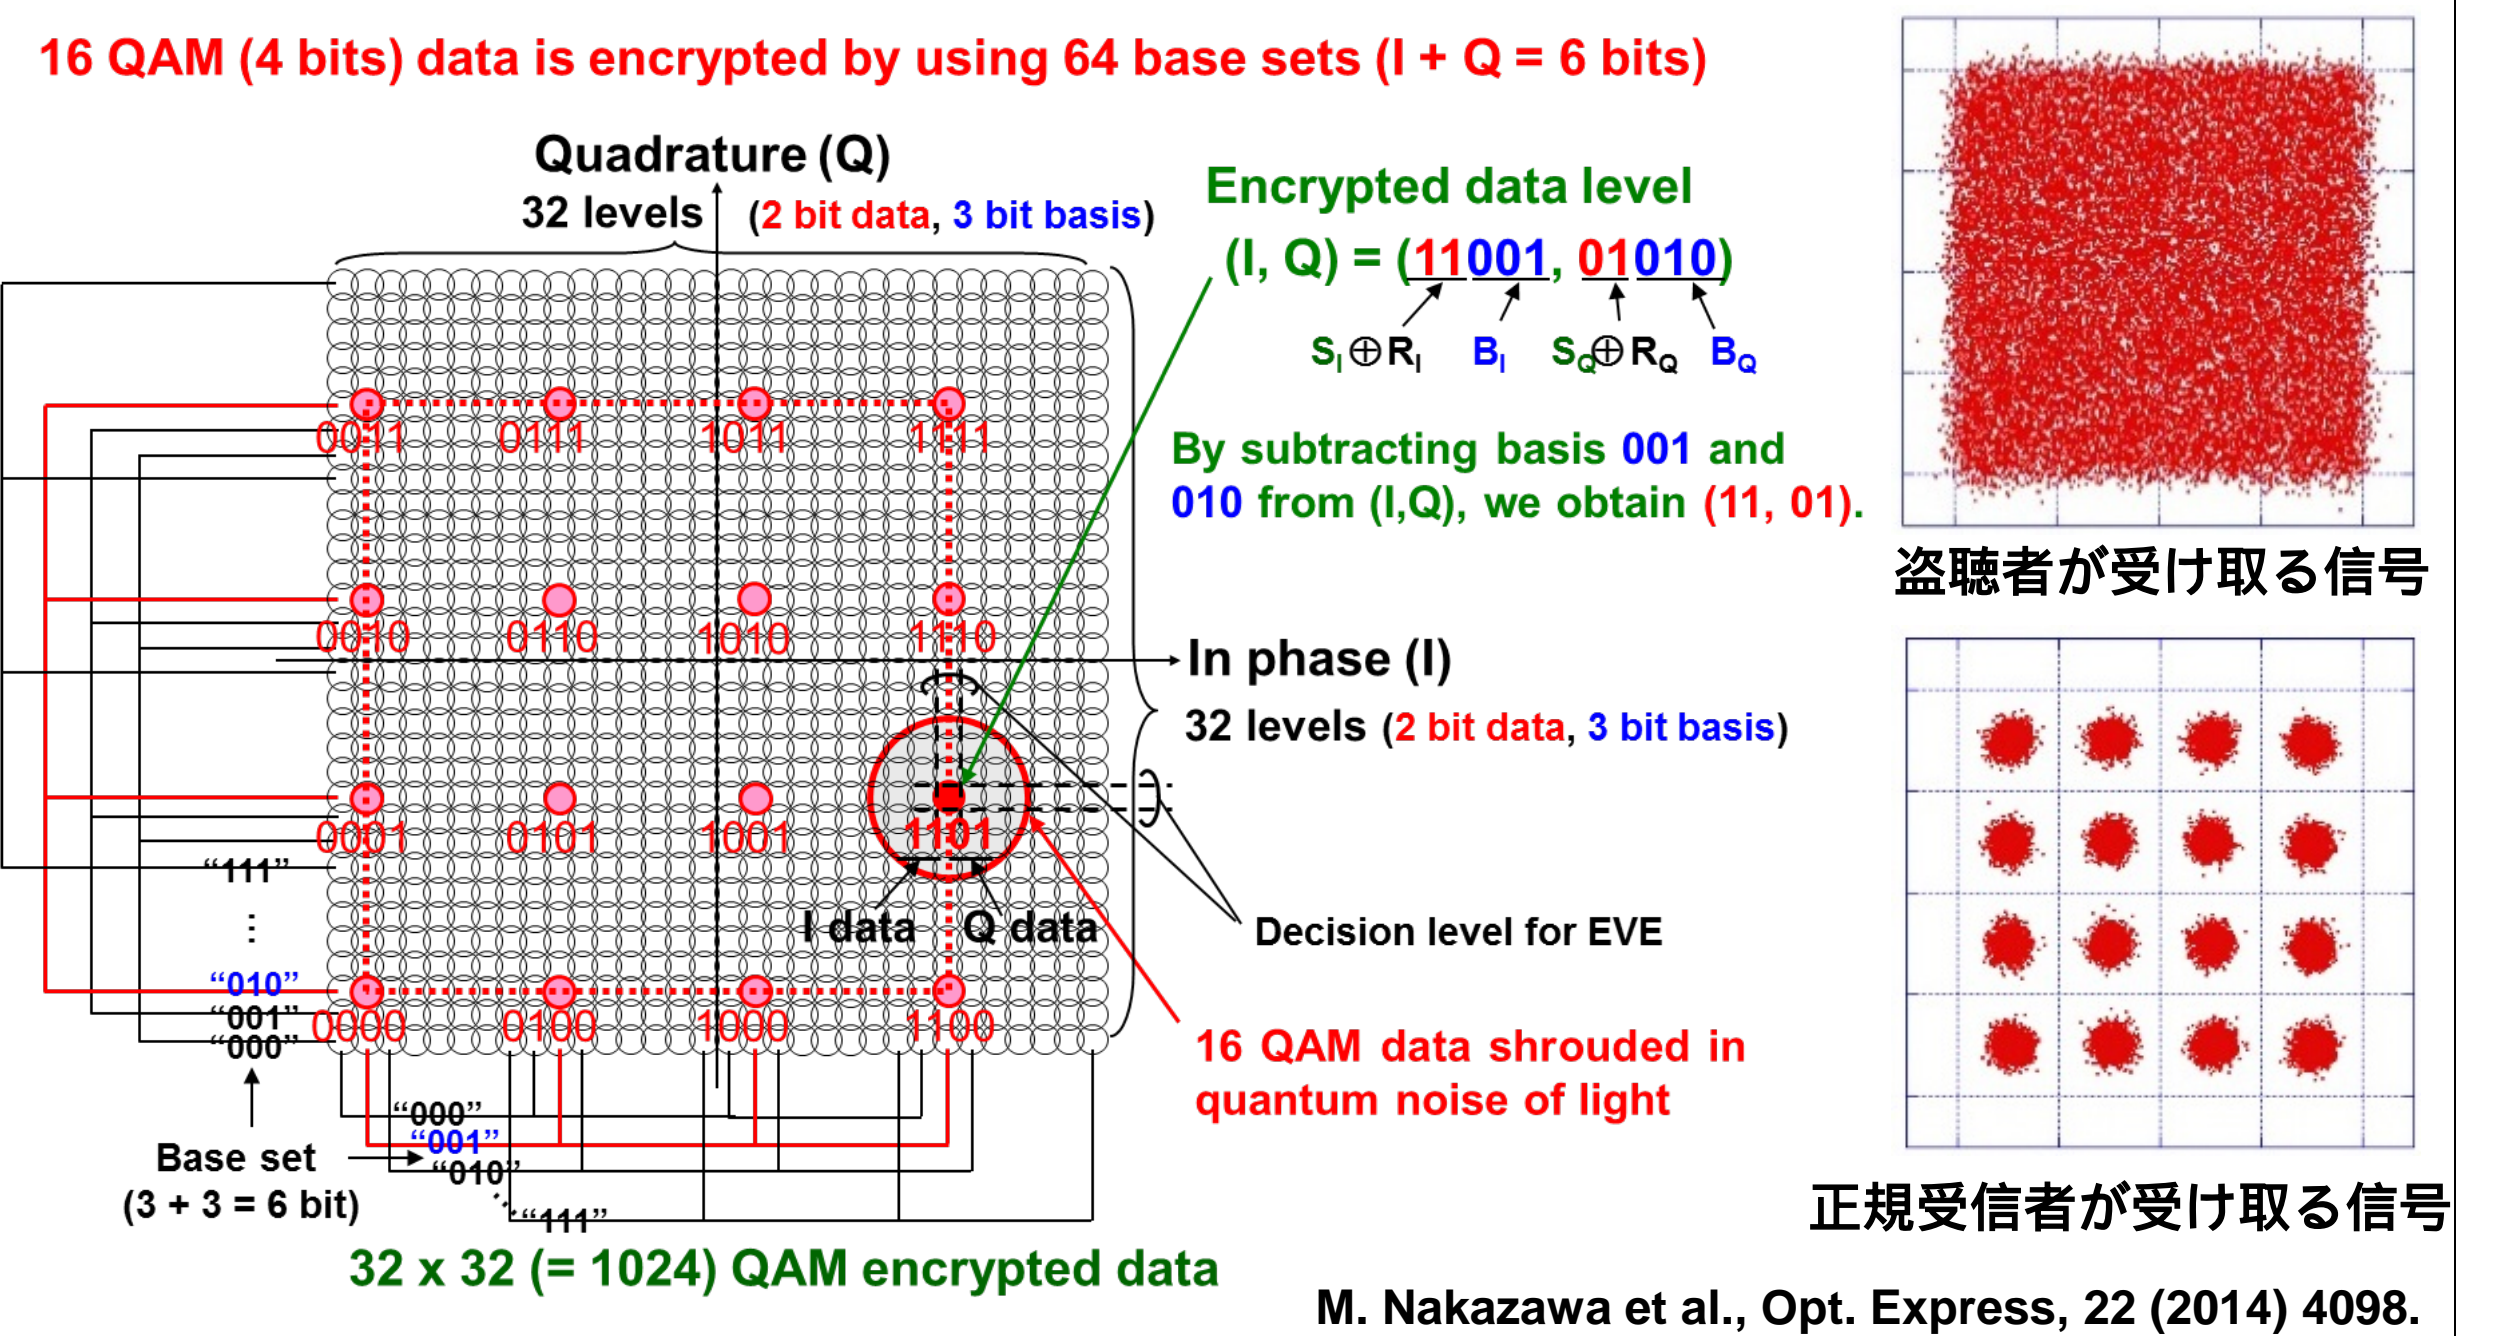 16 QAM (4 bits) data is encrypted by using 64 base sets (I + Q = 6 bits)
Quadrature (Q)
32 levels (2 bit data, 3 bit basis)
Encrypted data level
(I, Q) = (11001, 01010)
S_I⊕R_I B_I S_Q⊕R_Q B_Q
By subtracting basis 001 and
010 from (I,Q), we obtain (11, 01).
0011 0111 1011 1111
0010 0110 1010 1110
In phase (I)
32 levels (2 bit data, 3 bit basis)
0001 0101 1001 1101
I data Q data
Decision level for EVE
“111”
⋮
“010”
“001”
“000”
0000 0100 1000 1100
16 QAM data shrouded in
quantum noise of light
Base set
(3 + 3 = 6 bit)
“000”
“001”
“010”
“111”
32 x 32 (= 1024) QAM encrypted data
盗聴者が受け取る信号
正規受信者が受け取る信号
M. Nakazawa et al., Opt. Express, 22 (2014) 4098.